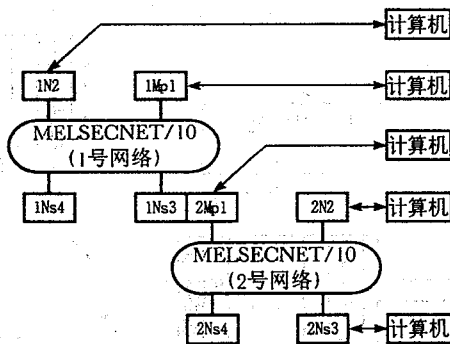 计算机
1N2
1Mp1
计算机
MELSECNET/10
(1号网络)
计算机
1Ns4
1Ns3
2Mp1
2N2
计算机
MELSECNET/10
(2号网络)
2Ns4
2Ns3
计算机